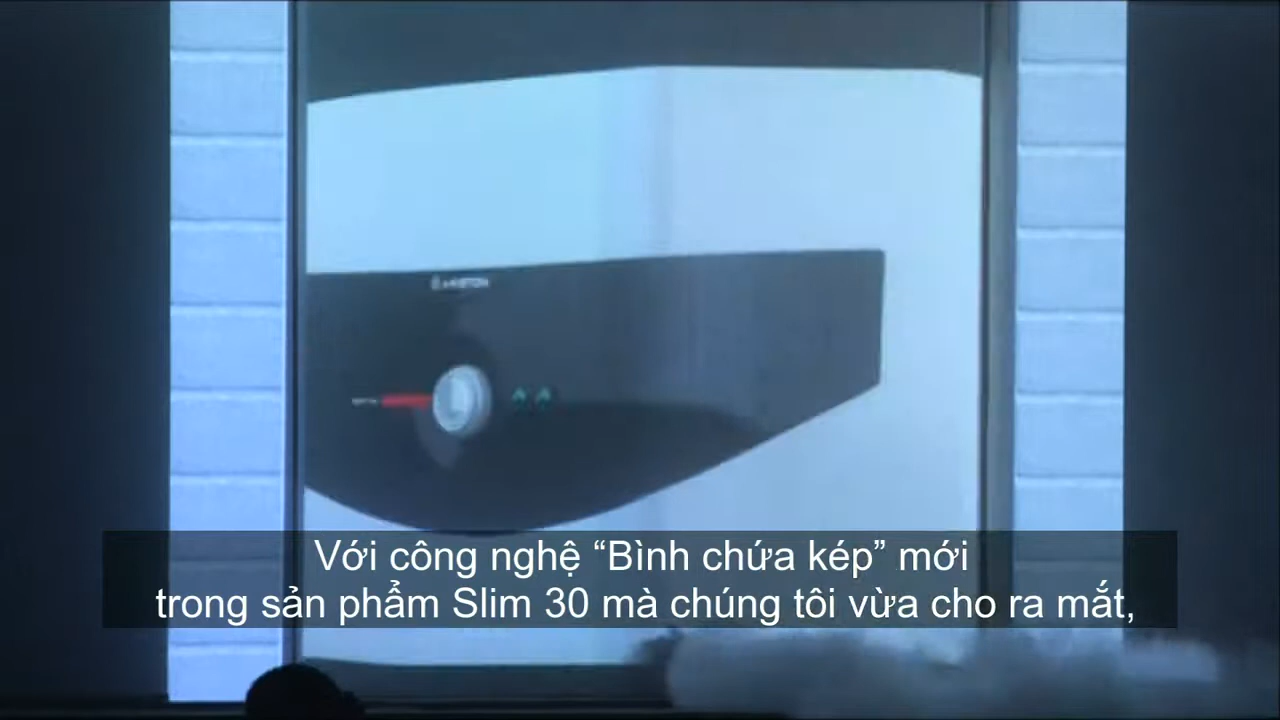 ARISTON
Với công nghệ “Bình chứa kép” mới
trong sản phẩm Slim 30 mà chúng tôi vừa cho ra mắt,